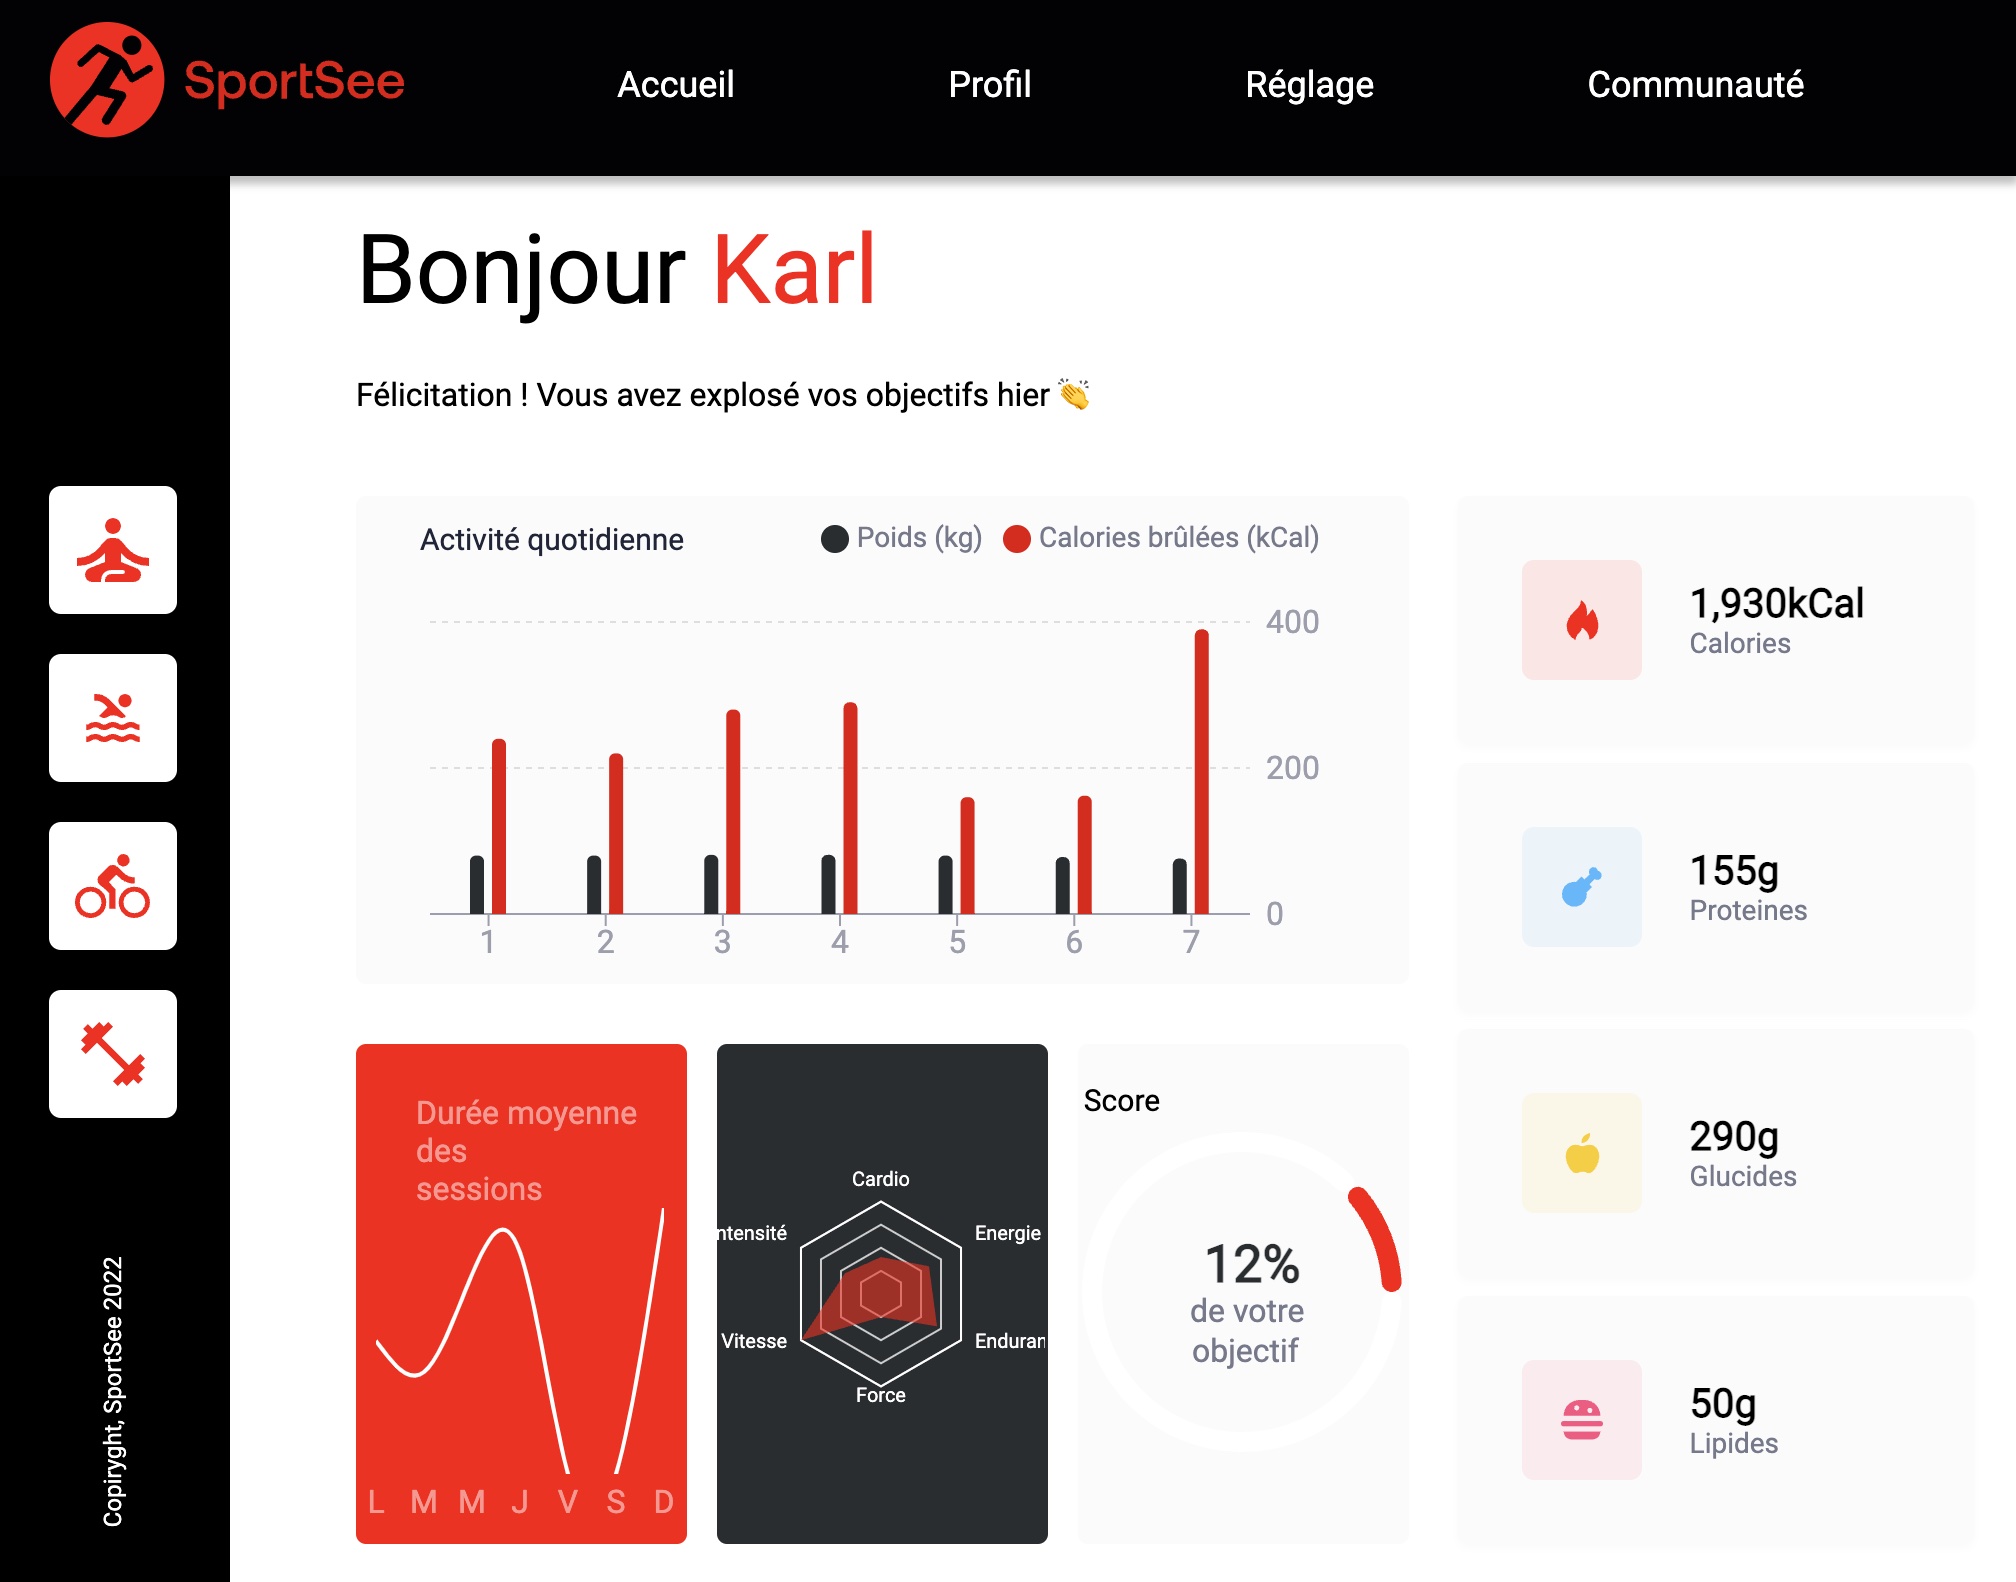 SportSee
Accueil
Profil
Réglage
Communauté
Bonjour Karl
Félicitation ! Vous avez explosé vos objectifs hier 👏
Activité quotidienne
Poids (kg)
Calories brûlées (kCal)
400
200
0
1
2
3
4
5
6
7
1,930kCal
Calories
155g
Proteines
290g
Glucides
50g
Lipides
Durée moyenne
des
sessions
L
M
M
J
V
S
D
Cardio
ntensité
Energie
Vitesse
Enduran
Force
Score
12%
de votre
objectif
Copiryght, SportSee 2022